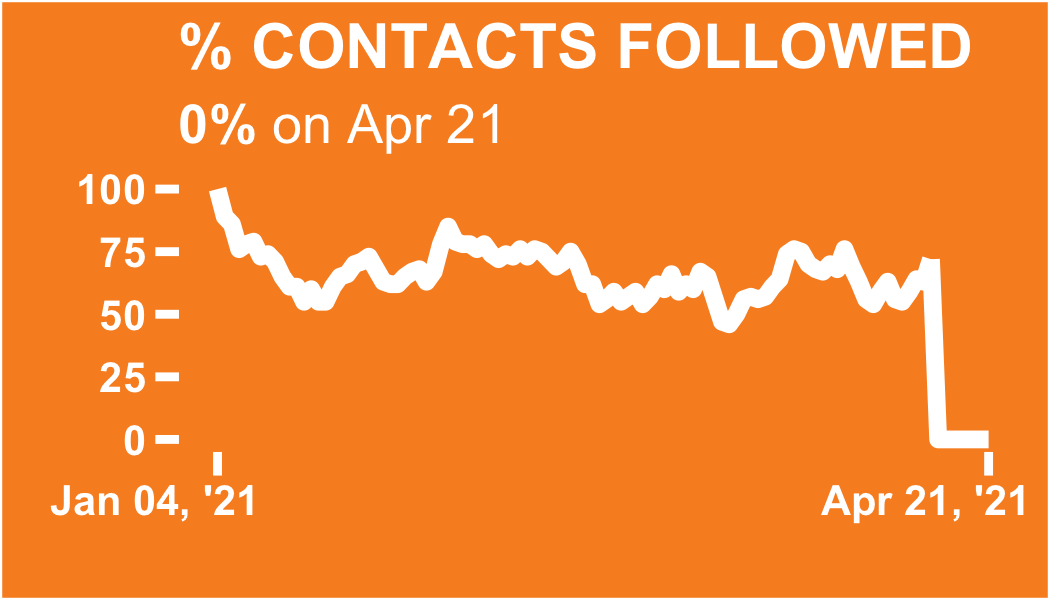 % CONTACTS FOLLOWED
0% on Apr 21
100
75
50
25
0
Jan 04, '21 Apr 21, '21